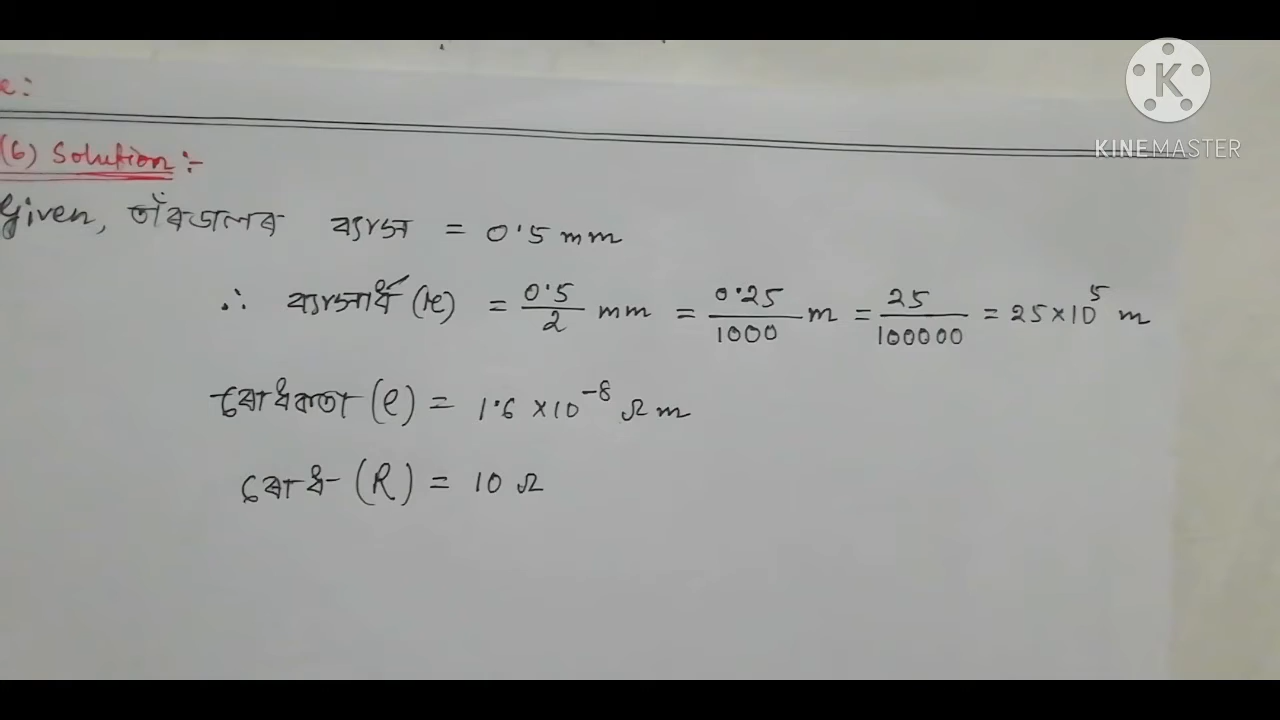 K
KINEMASTER
e:
(6) Solution :-
Given, তাঁৰডালৰ ব্যাস = 0.5 mm
∴ ব্যাসাৰ্ধ (r) = 0.5/2 mm = 0.25/1000 m = 25/100000 = 25×10⁵ m
ৰোধকতা (ρ) = 1.6 ×10⁻⁸ Ω m
ৰোধ (R) = 10 Ω